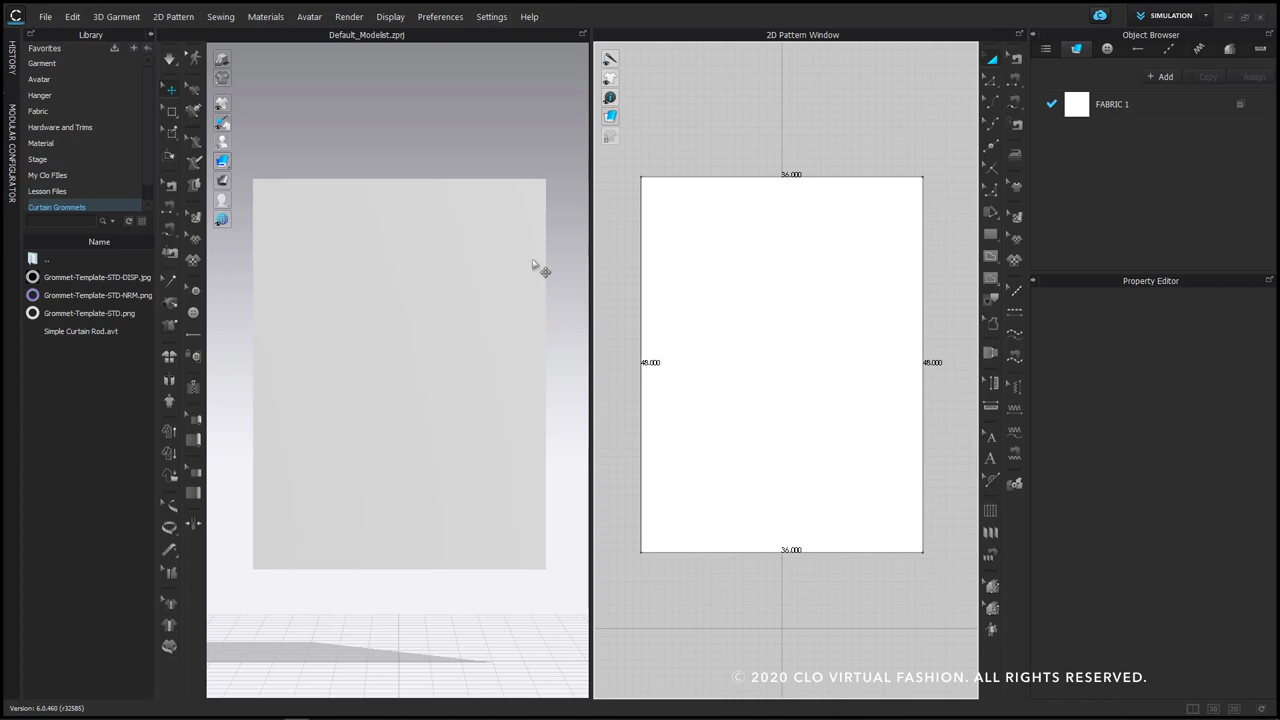 File Edit 3D Garment 2D Pattern Sewing Materials Avatar Render Display Preferences Settings Help SIMULATION
Library Default_Modelist.zprj 2D Pattern Window Object Browser
HISTORY
MODULAR CONFIGURATOR
Favorites
Garment
Avatar
Hanger
Fabric
Hardware and Trims
Material
Stage
My Clo Files
Lesson Files
Curtain Grommets
Name
..
Grommet-Template-STD-DISP.jpg
Grommet-Template-STD-NRM.png
Grommet-Template-STD.png
Simple Curtain Rod.avt
36.000
48.000 48.000
36.000
Add Copy Assign
FABRIC 1
Property Editor
© 2020 CLO VIRTUAL FASHION. ALL RIGHTS RESERVED.
Version: 6.0.460 (r32585) 3D 2D